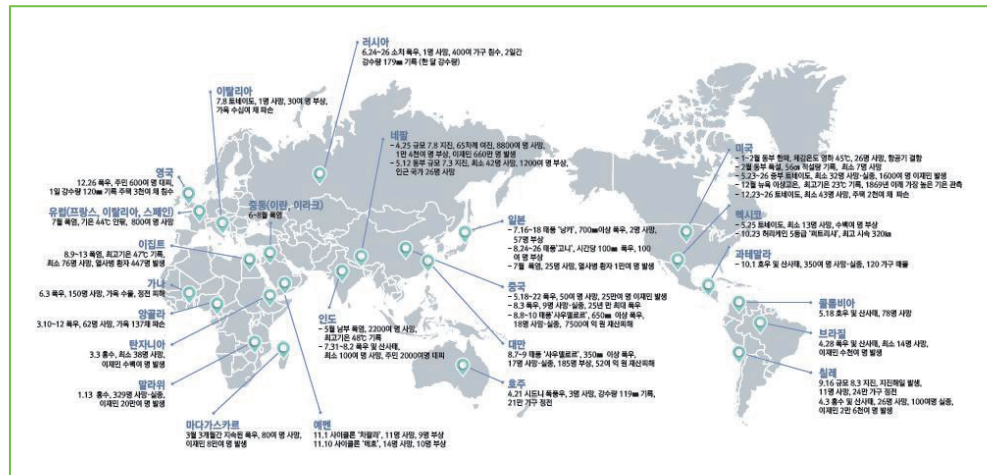 러시아
6.24~26 소치 폭우, 1명 사망, 400여 가구 침수, 2일간
강수량 179㎜ 기록 (한 달 강수량)
이탈리아
7.8 토네이도, 1명 사망, 30여 명 부상,
가옥 수십여 채 파손
네팔
- 4.25 규모 7.8 지진, 65차례 여진, 8800여 명 사망,
1만 4천여 명 부상, 이재민 660만 명 발생
- 5.12 동부 규모 7.3 지진, 최소 42명 사망, 1200여 명 부상,
인근 국가 26명 사망
미국
- 1~2월 동부 한파, 체감온도 영하 45℃, 26명 사망, 항공기 결항
- 2월 동부 폭설, 56㎝ 적설량 기록, 최소 7명 사망
- 5.23~26 중부 토네이도, 최소 32명 사망·실종, 1600여 명 이재민 발생
- 12월 뉴욕 이상고온, 최고기온 23℃ 기록, 1869년 이래 가장 높은 기온 관측
- 12.23~26 토네이도, 최소 43명 사망, 주택 2천여 채 파손
영국
12.26 폭우, 주민 600여 명 대피,
1일 강수량 120㎜ 기록 주택 3천여 채 침수
유럽(프랑스, 이탈리아, 스페인)
7월 폭염, 기온 44℃ 안팎, 800여 명 사망
중동(이란, 이라크)
6~8월 폭염
일본
- 7.16~18 태풍 '낭카', 700㎜이상 폭우, 2명 사망,
57명 부상
- 8.24~26 태풍'고니', 시간당 100㎜ 폭우, 100여
명 부상
- 7월 폭염, 25명 사망, 열사병 환자 1만여 명 발생
멕시코
- 5.25 토네이도, 최소 13명 사망, 수백여 명 부상
- 10.23 허리케인 5등급 '퍼트리샤', 최고 시속 320㎞
이집트
8.9~13 폭염, 최고기온 47℃ 기록,
최소 76명 사망, 열사병 환자 447명 발생
과테말라
- 10.1 호우 및 산사태, 350여 명 사망·실종, 120 가구 매몰
가나
6.3 폭우, 150명 사망, 가옥 수몰, 정전 피해
중국
- 5.18~22 폭우, 50여 명 사망, 25만여 명 이재민 발생
- 8.3 폭우, 9명 사망·실종, 25년 만 최대 폭우
- 8.8~10 태풍'사우델로르', 650㎜ 이상 폭우,
18명 사망·실종, 7500여 억 원 재산피해
콜롬비아
5.18 호우 및 산사태, 78명 사망
앙골라
3.10~12 폭우, 62명 사망, 가옥 137채 파손
인도
- 5월 남부 폭염, 2200여 명 사망,
최고기온 48℃ 기록
- 7.31~8.2 폭우 및 산사태,
최소 100여 명 사망, 주민 2000여명 대피
브라질
4.28 폭우 및 산사태, 최소 14명 사망,
이재민 수천여 명 발생
탄자니아
3.3 홍수, 최소 38명 사망,
이재민 수백여 명 발생
대만
8.7~9 태풍 '사우델로르', 350㎜ 이상 폭우,
17명 사망·실종, 185명 부상, 52여 억 원 재산피해
칠레
9.16 규모 8.3 지진, 지진해일 발생,
11명 사망, 24만 가구 정전
4.3 홍수 및 산사태, 26명 사망, 100여명 실종,
이재민 2만 6천여 명 발생
말라위
1.13 홍수, 329명 사망·실종,
이재민 20만여 명 발생
호주
4.21 시드니 폭풍우, 3명 사망, 강수량 119㎜ 기록,
21만 가구 정전
마다가스카르
3월 3개월간 지속된 폭우, 80여 명 사망,
이재민 8만여 명 발생
예멘
11.1 사이클론 '차팔라', 11명 사망, 9명 부상
11.10 사이클론 '메흐', 14명 사망, 10명 부상